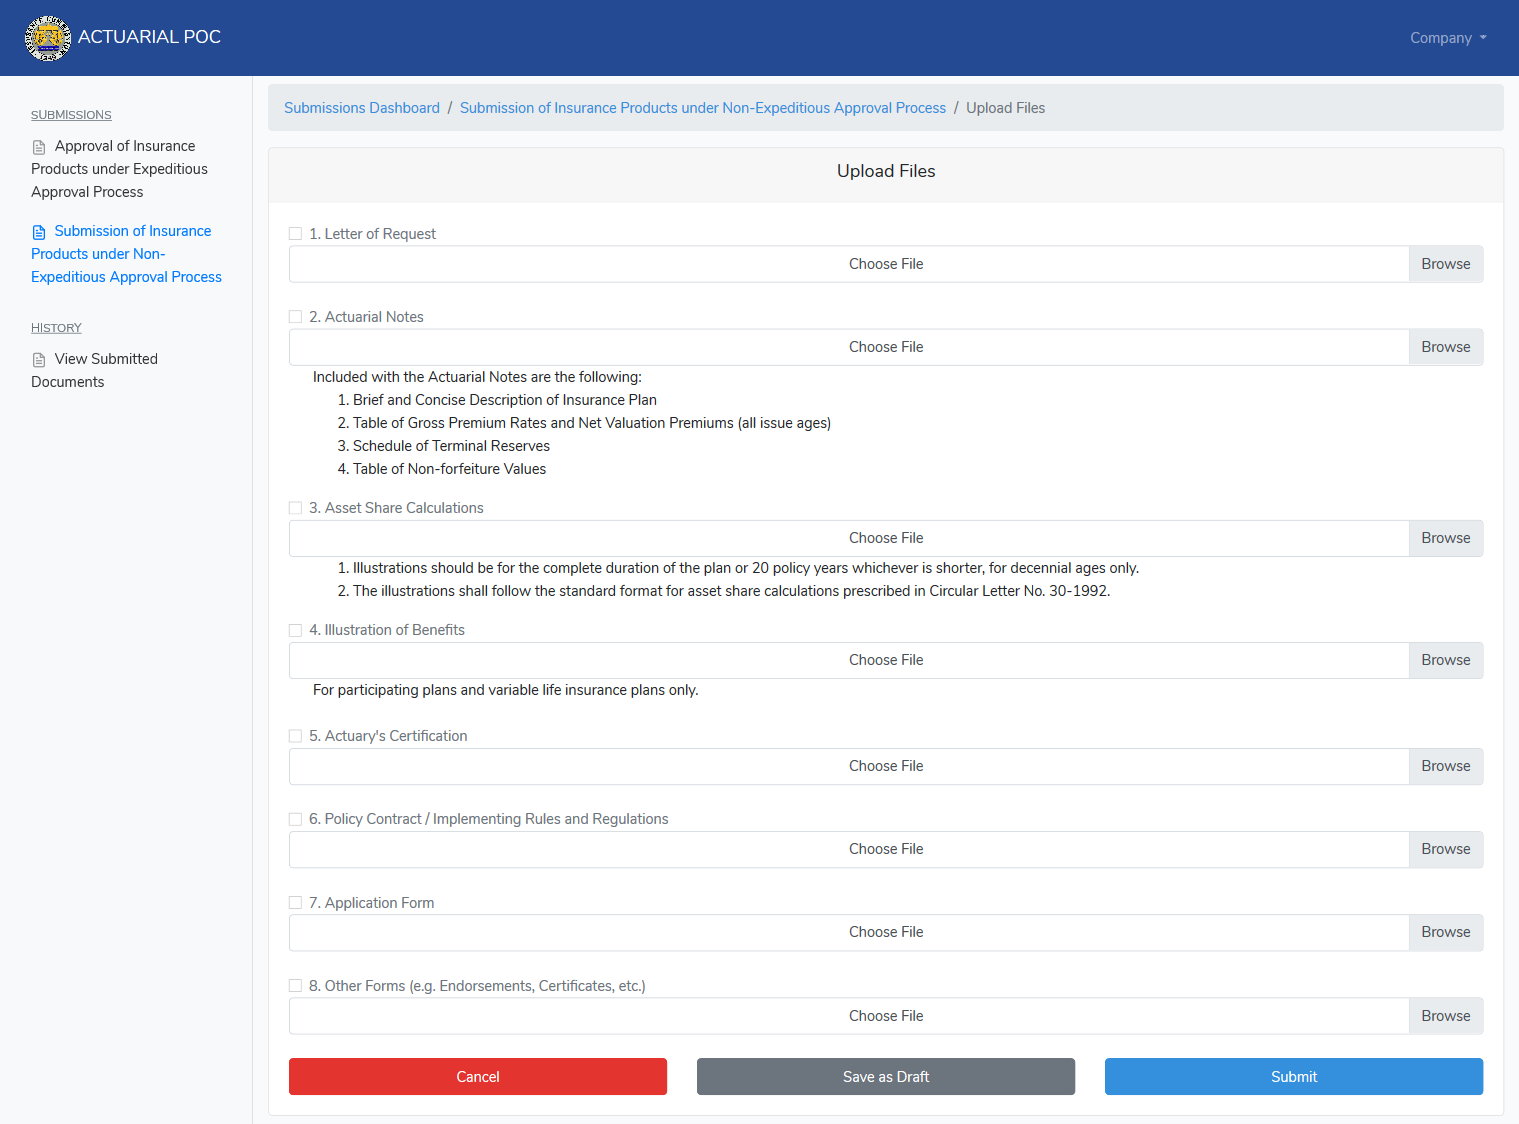 ACTUARIAL POC
Company
SUBMISSIONS
Approval of Insurance
Products under Expeditious
Approval Process
Submission of Insurance
Products under Non-
Expeditious Approval Process
HISTORY
View Submitted
Documents
Submissions Dashboard / Submission of Insurance Products under Non-Expeditious Approval Process / Upload Files
Upload Files
1. Letter of Request
Choose File Browse
2. Actuarial Notes
Choose File Browse
Included with the Actuarial Notes are the following:
1. Brief and Concise Description of Insurance Plan
2. Table of Gross Premium Rates and Net Valuation Premiums (all issue ages)
3. Schedule of Terminal Reserves
4. Table of Non-forfeiture Values
3. Asset Share Calculations
Choose File Browse
1. Illustrations should be for the complete duration of the plan or 20 policy years whichever is shorter, for decennial ages only.
2. The illustrations shall follow the standard format for asset share calculations prescribed in Circular Letter No. 30-1992.
4. Illustration of Benefits
Choose File Browse
For participating plans and variable life insurance plans only.
5. Actuary's Certification
Choose File Browse
6. Policy Contract / Implementing Rules and Regulations
Choose File Browse
7. Application Form
Choose File Browse
8. Other Forms (e.g. Endorsements, Certificates, etc.)
Choose File Browse
Cancel Save as Draft Submit